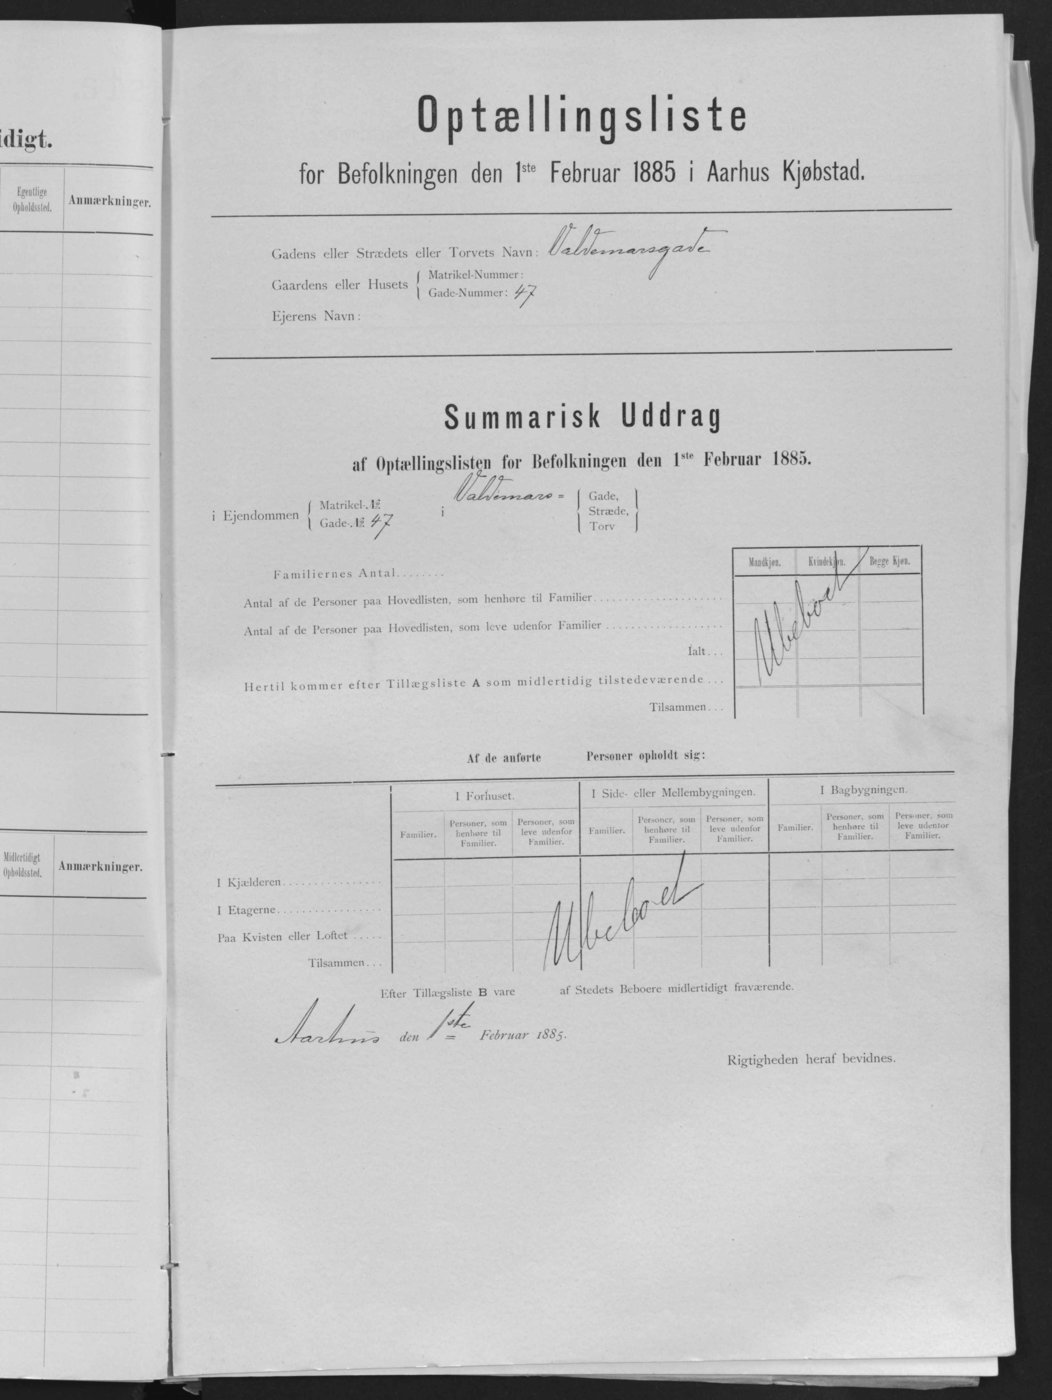 idigt.
Egentlige
Opholdssted.
Anmærkninger.
Midlertidigt
Opholdssted.
Anmærkninger.
Optællingsliste
for Befolkningen den 1ste Februar 1885 i Aarhus Kjøbstad.
Gadens eller Strædets eller Torvets Navn: Valdemarsgade
Gaardens eller Husets { Matrikel-Nummer:
Gade-Nummer: 47
Ejerens Navn:
Summarisk Uddrag
af Optællingslisten for Befolkningen den 1ste Februar 1885.
i Ejendommen { Matrikel-№
Gade-№ 47
i Valdemars=
{ Gade,
Stræde,
Torv }
Mandkjøn. Kvindekjøn. Begge Kjøn.
Familiernes Antal........
Antal af de Personer paa Hovedlisten, som henhøre til Familier
Antal af de Personer paa Hovedlisten, som leve udenfor Familier
Ubeboet
Ialt...
Hertil kommer efter Tillægsliste A som midlertidig tilstedeværende...
Tilsammen...
Af de anførte Personer opholdt sig:
I Forhuset. I Side- eller Mellembygningen. I Bagbygningen.
Familier. Personer, som henhøre til Familier. Personer, som leve udenfor Familier. Familier. Personer, som henhøre til Familier. Personer, som leve udenfor Familier. Familier. Personer, som henhøre til Familier. Personer, som leve udenfor Familier.
I Kjælderen
I Etagerne
Paa Kvisten eller Loftet
Ubeboet
Tilsammen...
Efter Tillægsliste B vare af Stedets Beboere midlertidigt fraværende.
Aarhus den 1ste Februar 1885.
Rigtigheden heraf bevidnes.